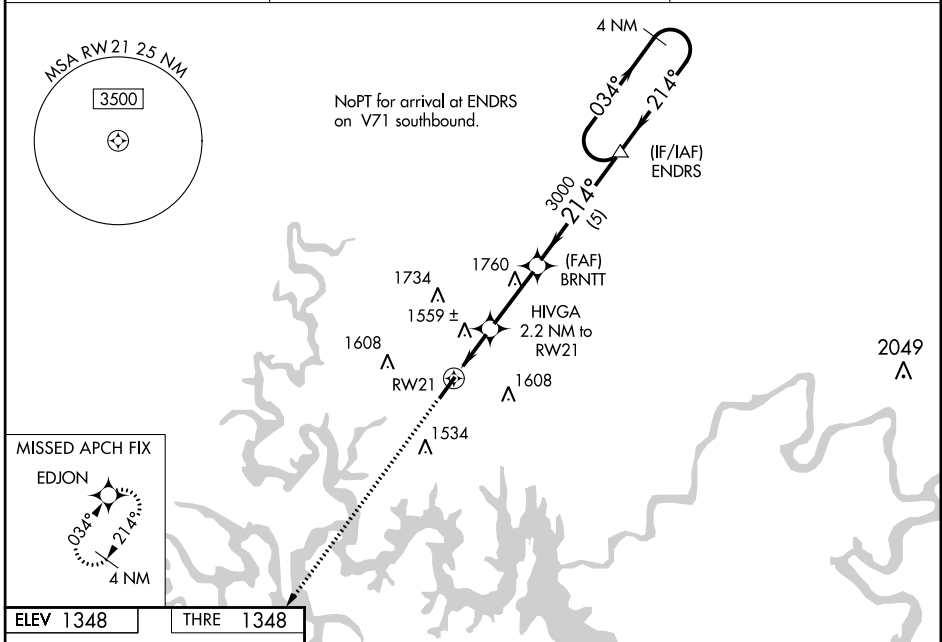 MSA RW21 25 NM
3500
NoPT for arrival at ENDRS
on V71 southbound.
4 NM
034°
214°
(IF/IAF)
ENDRS
3000
214°
(5)
(FAF)
BRNTT
1760
1734
HIVGA
2.2 NM to
RW21
1559 ±
1608
RW21
1608
2049
1534
MISSED APCH FIX
EDJON
034°
214°
4 NM
ELEV 1348
THRE 1348